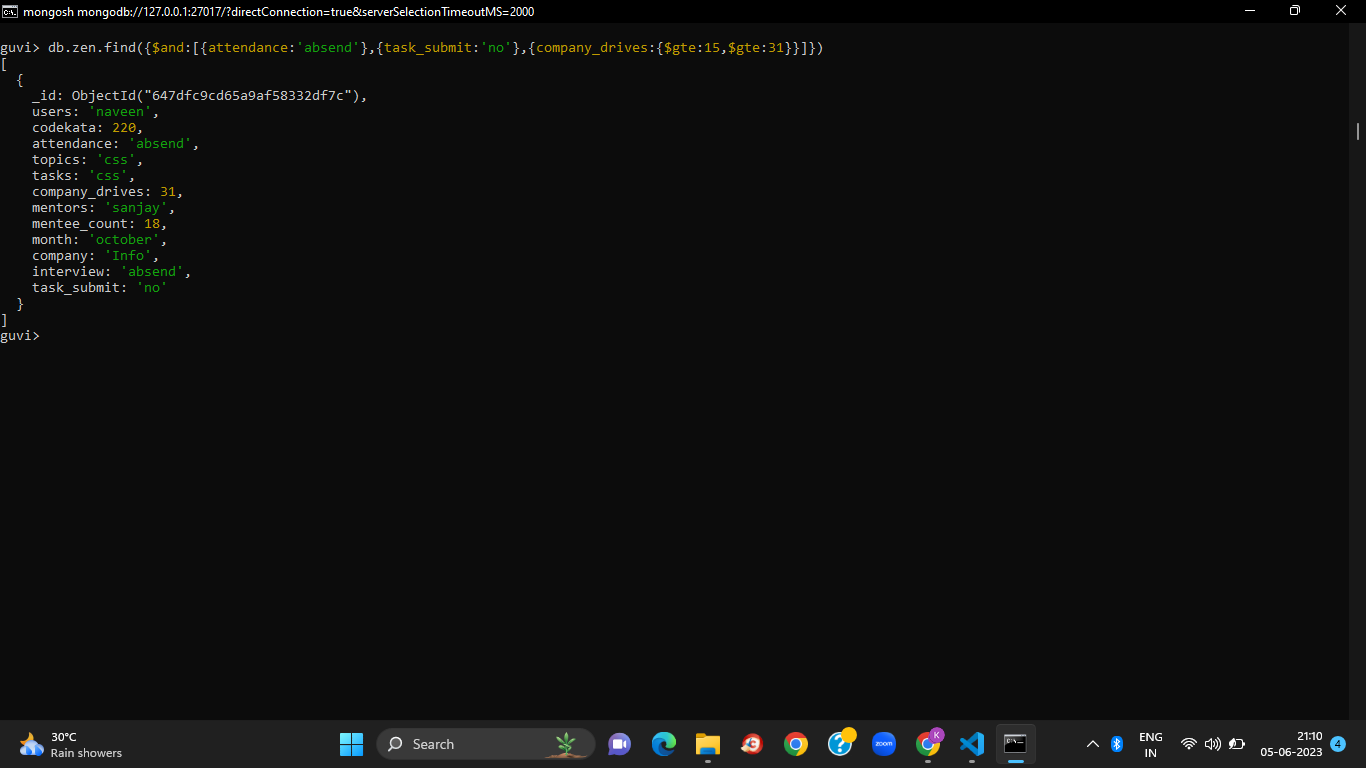 mongosh mongodb://127.0.0.1:27017/?directConnection=true&serverSelectionTimeoutMS=2000
guvi> db.zen.find({$and:[{attendance:'absend'},{task_submit:'no'},{company_drives:{$gte:15,$gte:31}}]})
[
{
_id: ObjectId("647dfc9cd65a9af58332df7c"),
users: 'naveen',
codekata: 220,
attendance: 'absend',
topics: 'css',
tasks: 'css',
company_drives: 31,
mentors: 'sanjay',
mentee_count: 18,
month: 'october',
company: 'Info',
interview: 'absend',
task_submit: 'no'
}
]
guvi>
30°C
Rain showers
Search
zoom
K
ENG
IN
21:10
05-06-2023
4